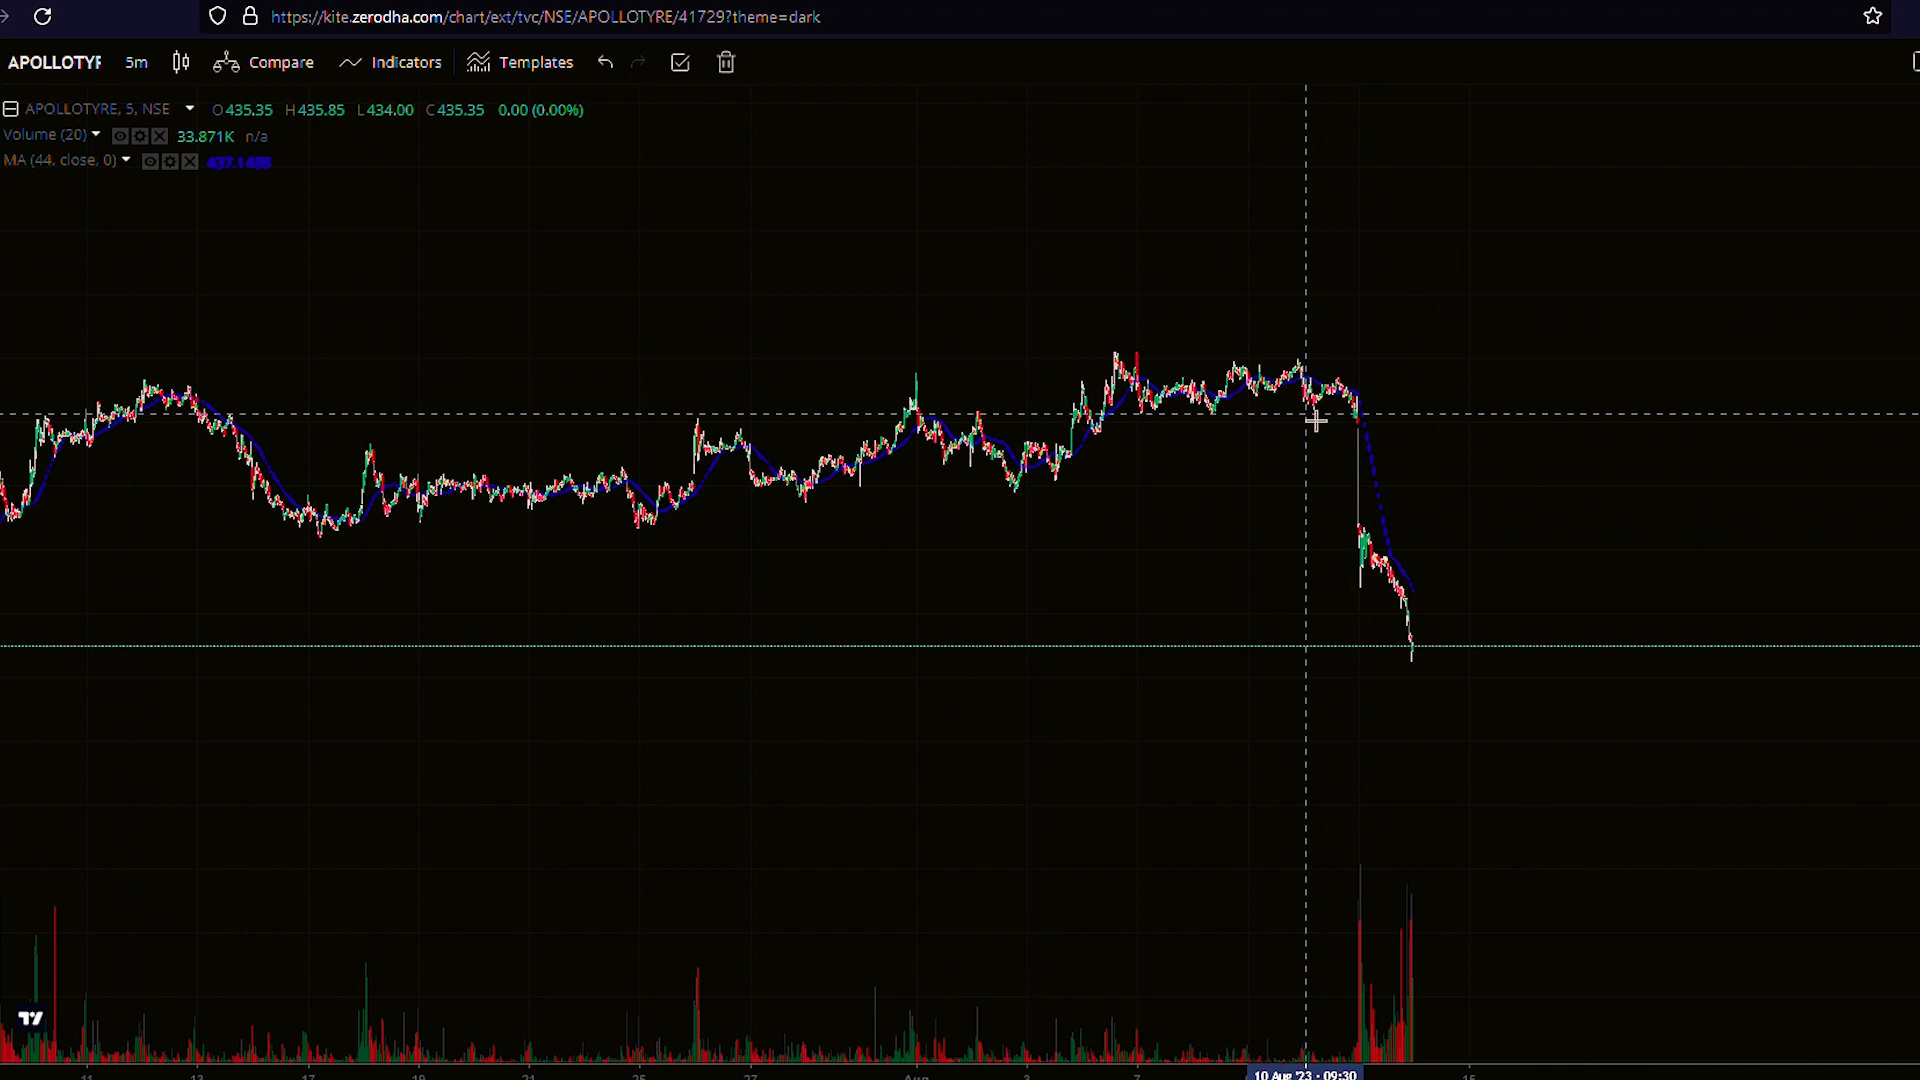 https://kite.zerodha.com/chart/ext/tvc/NSE/APOLLOTYRE/41729?theme=dark
APOLLOTYR 5m Compare Indicators Templates
APOLLOTYRE, 5, NSE O435.35 H435.85 L434.00 C435.35 0.00 (0.00%)
Volume (20) 33.871K n/a
MA (44, close, 0)
10 Aug '23 · 09:30